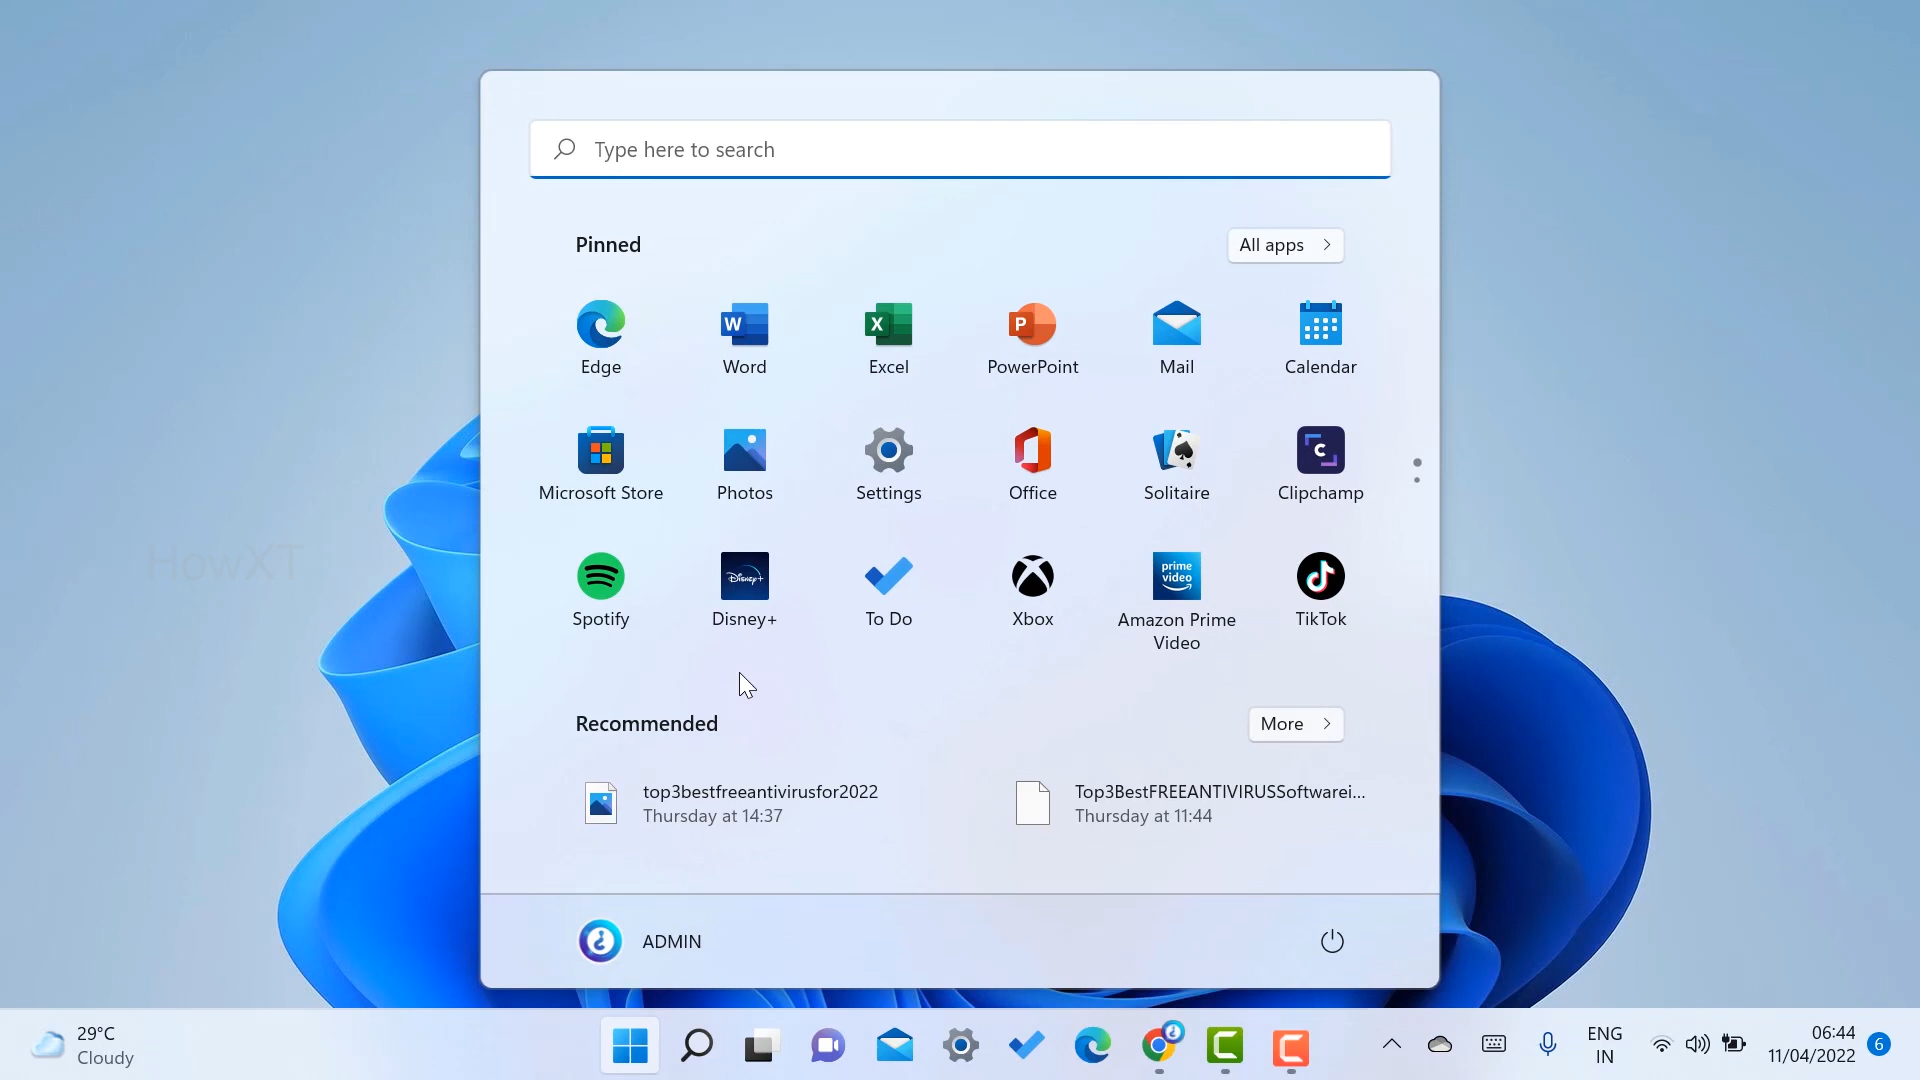 Type here to search
Pinned
All apps
Edge
Word
Excel
PowerPoint
Mail
Calendar
Microsoft Store
Photos
Settings
Office
Solitaire
Clipchamp
Spotify
Disney+
To Do
Xbox
prime
video
Amazon Prime
Video
TikTok
HowXT
Recommended
More
top3bestfreeantivirusfor2022
Thursday at 14:37
Top3BestFREEANTIVIRUSSoftwarei...
Thursday at 11:44
ADMIN
29°C
Cloudy
ENG
IN
06:44
11/04/2022
6